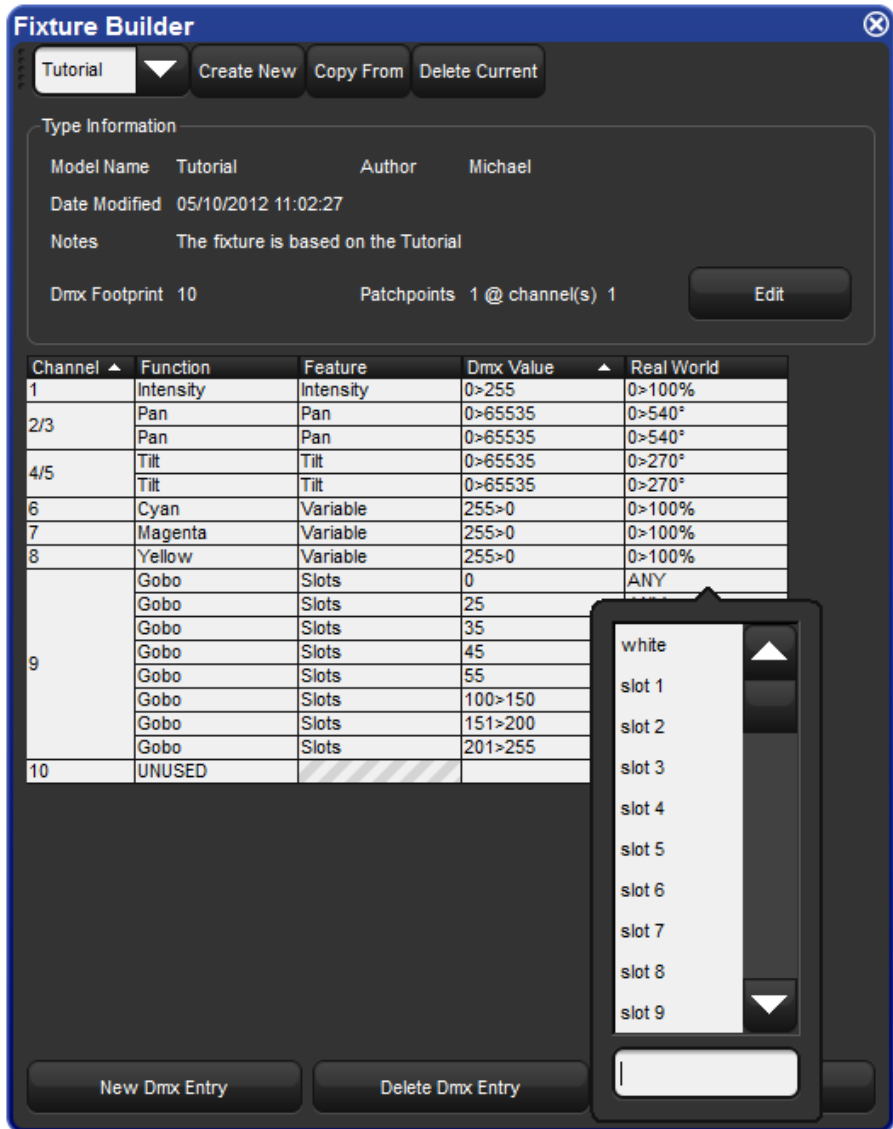 Fixture Builder
Tutorial Create New Copy From Delete Current
Type Information
Model Name Tutorial Author Michael
Date Modified 05/10/2012 11:02:27
Notes The fixture is based on the Tutorial
Dmx Footprint 10 Patchpoints 1 @ channel(s) 1 Edit
Channel Function Feature Dmx Value Real World
1 Intensity Intensity 0>255 0>100%
2/3 Pan Pan 0>65535 0>540°
Pan Pan 0>65535 0>540°
4/5 Tilt Tilt 0>65535 0>270°
Tilt Tilt 0>65535 0>270°
6 Cyan Variable 255>0 0>100%
7 Magenta Variable 255>0 0>100%
8 Yellow Variable 255>0 0>100%
9 Gobo Slots 0 ANY
Gobo Slots 25
Gobo Slots 35
Gobo Slots 45
Gobo Slots 55
Gobo Slots 100>150
Gobo Slots 151>200
Gobo Slots 201>255
10 UNUSED
white
slot 1
slot 2
slot 3
slot 4
slot 5
slot 6
slot 7
slot 8
slot 9
New Dmx Entry Delete Dmx Entry